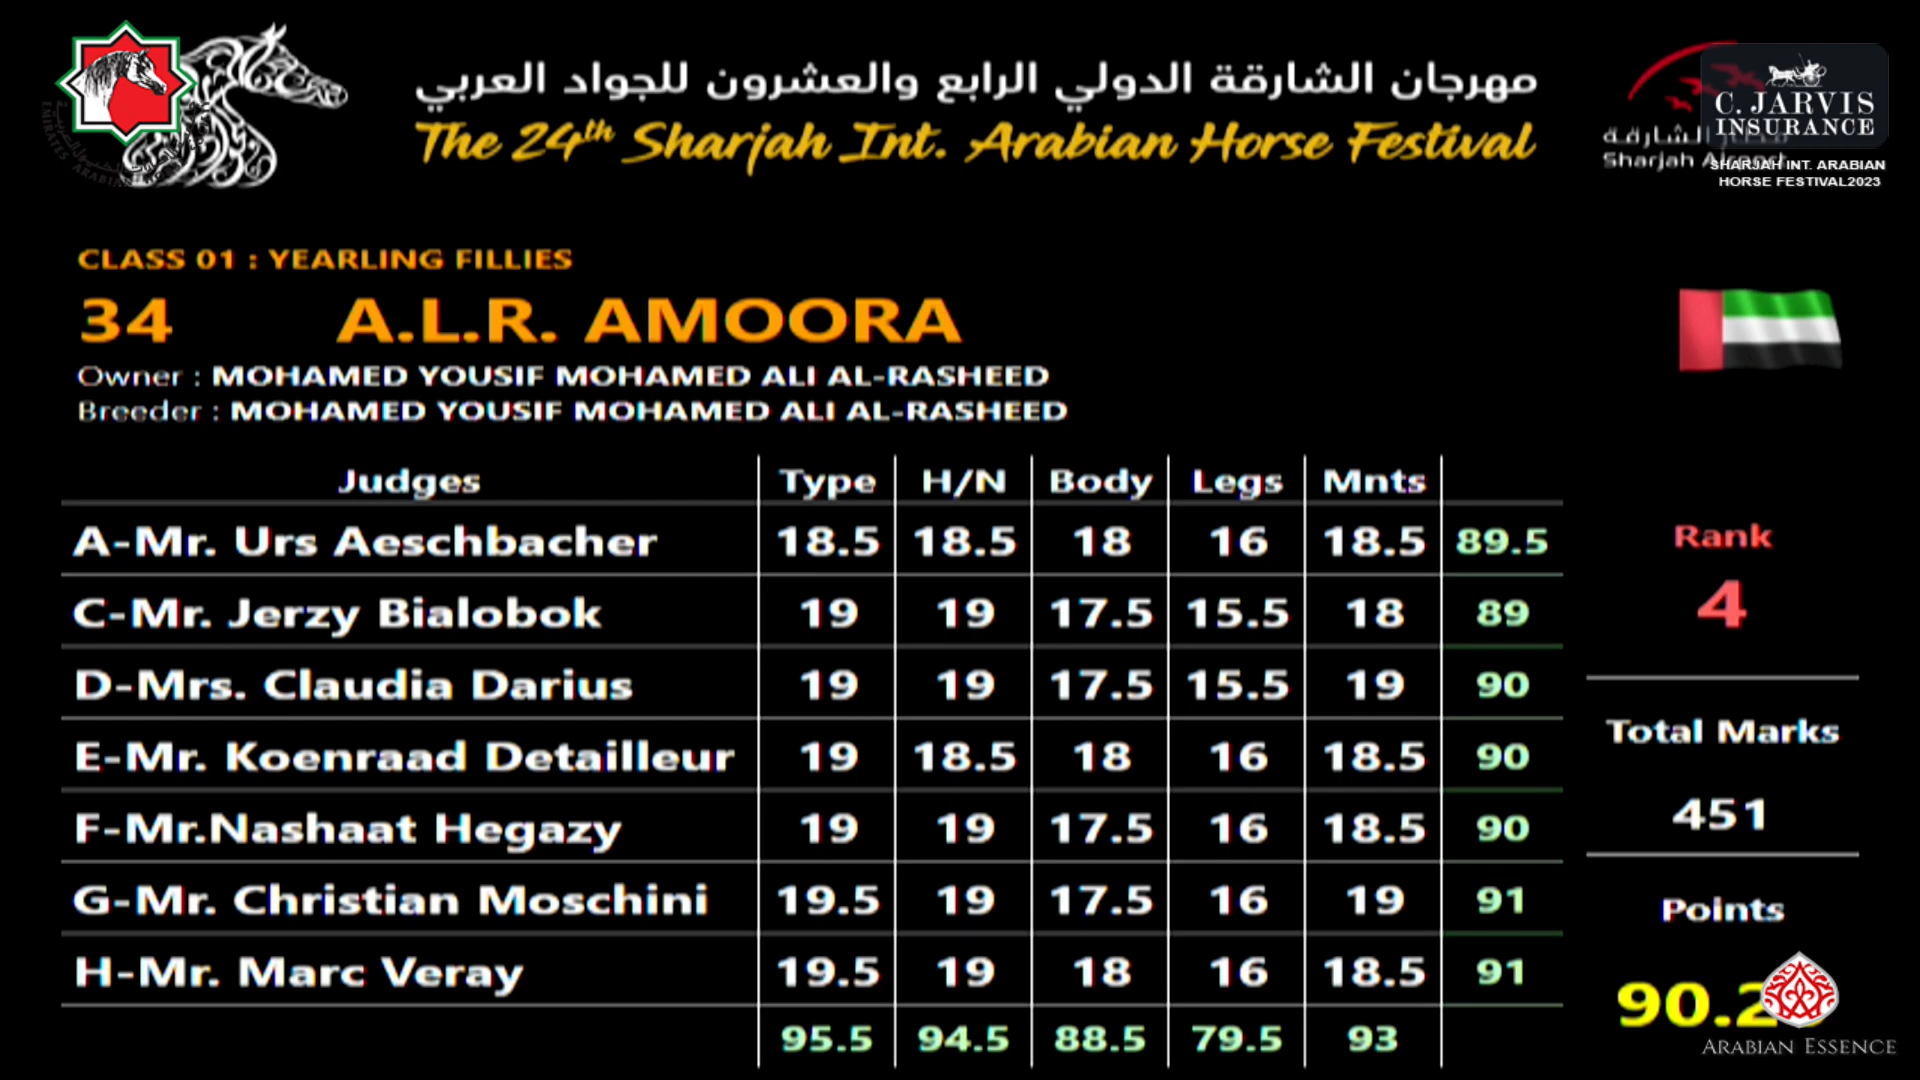 مهرجان الشارقة الدولي الرابع والعشرون للجواد العربي
The 24th Sharjah Int. Arabian Horse Festival
C. JARVIS
INSURANCE
Sharjah
SHARJAH INT. ARABIAN
HORSE FESTIVAL2023
CLASS 01 : YEARLING FILLIES
34 A.L.R. AMOORA
Owner : MOHAMED YOUSIF MOHAMED ALI AL-RASHEED
Breeder : MOHAMED YOUSIF MOHAMED ALI AL-RASHEED
Judges Type H/N Body Legs Mnts
A-Mr. Urs Aeschbacher 18.5 18.5 18 16 18.5 89.5
C-Mr. Jerzy Bialobok 19 19 17.5 15.5 18 89
D-Mrs. Claudia Darius 19 19 17.5 15.5 19 90
E-Mr. Koenraad Detailleur 19 18.5 18 16 18.5 90
F-Mr.Nashaat Hegazy 19 19 17.5 16 18.5 90
G-Mr. Christian Moschini 19.5 19 17.5 16 19 91
H-Mr. Marc Veray 19.5 19 18 16 18.5 91
95.5 94.5 88.5 79.5 93
Rank
4
Total Marks
451
Points
ARABIAN ESSENCE